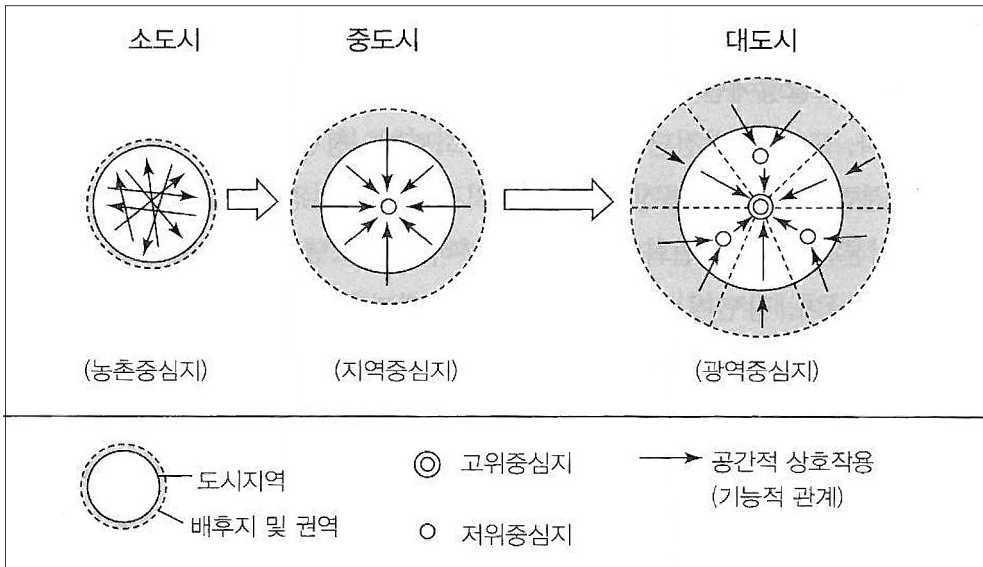 소도시
중도시
대도시
(농촌중심지)
(지역중심지)
(광역중심지)
도시지역
배후지 및 권역
고위중심지
저위중심지
공간적 상호작용
(기능적 관계)